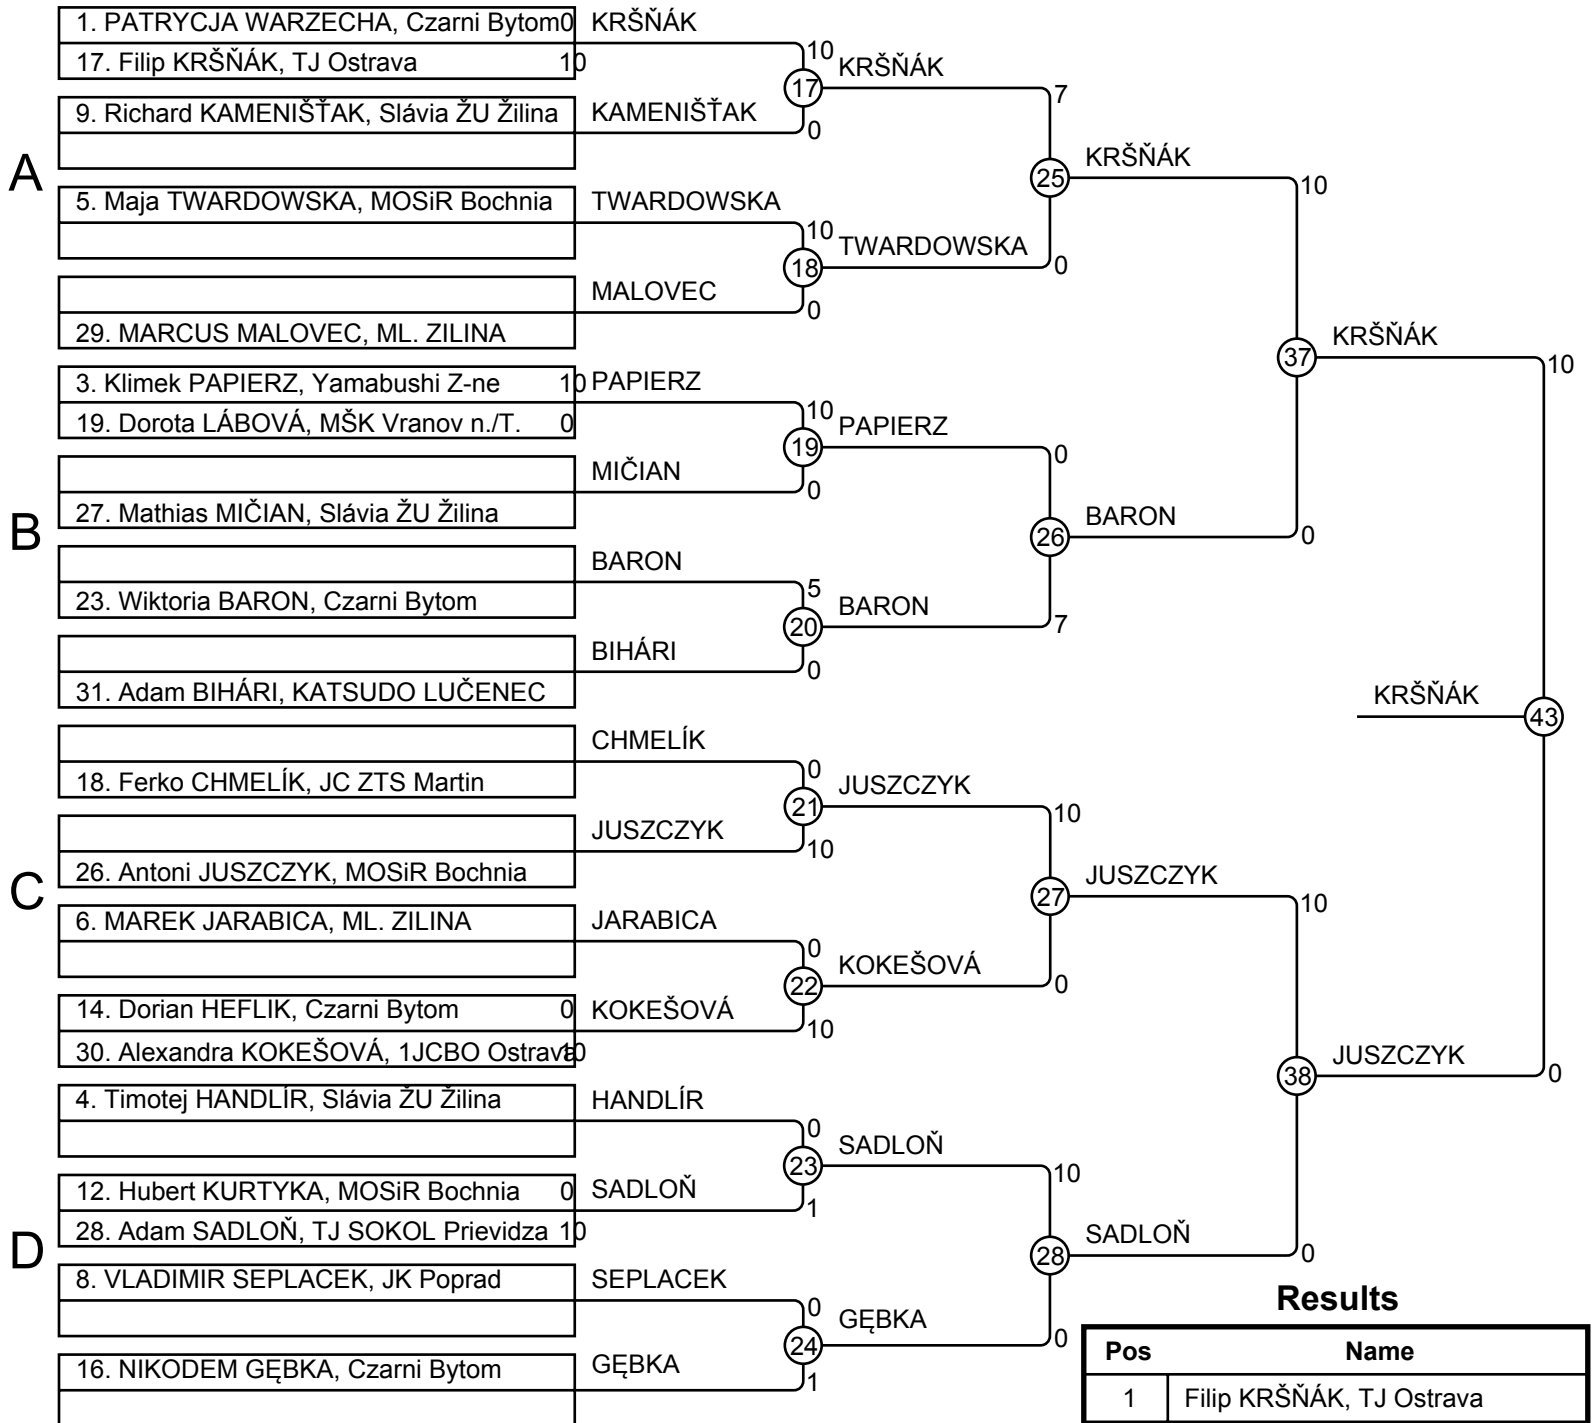 A
1. PATRYCJA WARZECHA, Czarni Bytom 0
17. Filip KRŠŇÁK, TJ Ostrava 10
9. Richard KAMENIŠŤAK, Slávia ŽU Žilina
5. Maja TWARDOWSKA, MOSiR Bochnia
29. MARCUS MALOVEC, ML. ZILINA
B
3. Klimek PAPIERZ, Yamabushi Z-ne 10
19. Dorota LÁBOVÁ, MŠK Vranov n./T. 0
27. Mathias MIČIAN, Slávia ŽU Žilina
23. Wiktoria BARON, Czarni Bytom
31. Adam BIHÁRI, KATSUDO LUČENEC
C
18. Ferko CHMELÍK, JC ZTS Martin
26. Antoni JUSZCZYK, MOSiR Bochnia
6. MAREK JARABICA, ML. ZILINA
14. Dorian HEFLIK, Czarni Bytom 0
30. Alexandra KOKEŠOVÁ, 1JCBO Ostrava 10
D
4. Timotej HANDLÍR, Slávia ŽU Žilina
12. Hubert KURTYKA, MOSiR Bochnia 0
28. Adam SADLOŇ, TJ SOKOL Prievidza 10
8. VLADIMIR SEPLACEK, JK Poprad
16. NIKODEM GĘBKA, Czarni Bytom
KRŠŇÁK
10
17
KAMENIŠŤAK
0
TWARDOWSKA
10
18
MALOVEC
0
PAPIERZ
10
19
MIČIAN
0
BARON
5
20
BIHÁRI
0
CHMELÍK
0
21
JUSZCZYK
10
JARABICA
0
22
KOKEŠOVÁ
10
HANDLÍR
0
23
SADLOŇ
1
SEPLACEK
0
24
GĘBKA
1
KRŠŇÁK
7
25
TWARDOWSKA
0
PAPIERZ
0
26
BARON
7
JUSZCZYK
10
27
KOKEŠOVÁ
0
SADLOŇ
10
28
GĘBKA
0
KRŠŇÁK
10
37
BARON
0
JUSZCZYK
10
38
SADLOŇ
0
KRŠŇÁK
10
KRŠŇÁK
43
JUSZCZYK
0
Results
Pos Name
1 Filip KRŠŇÁK, TJ Ostrava